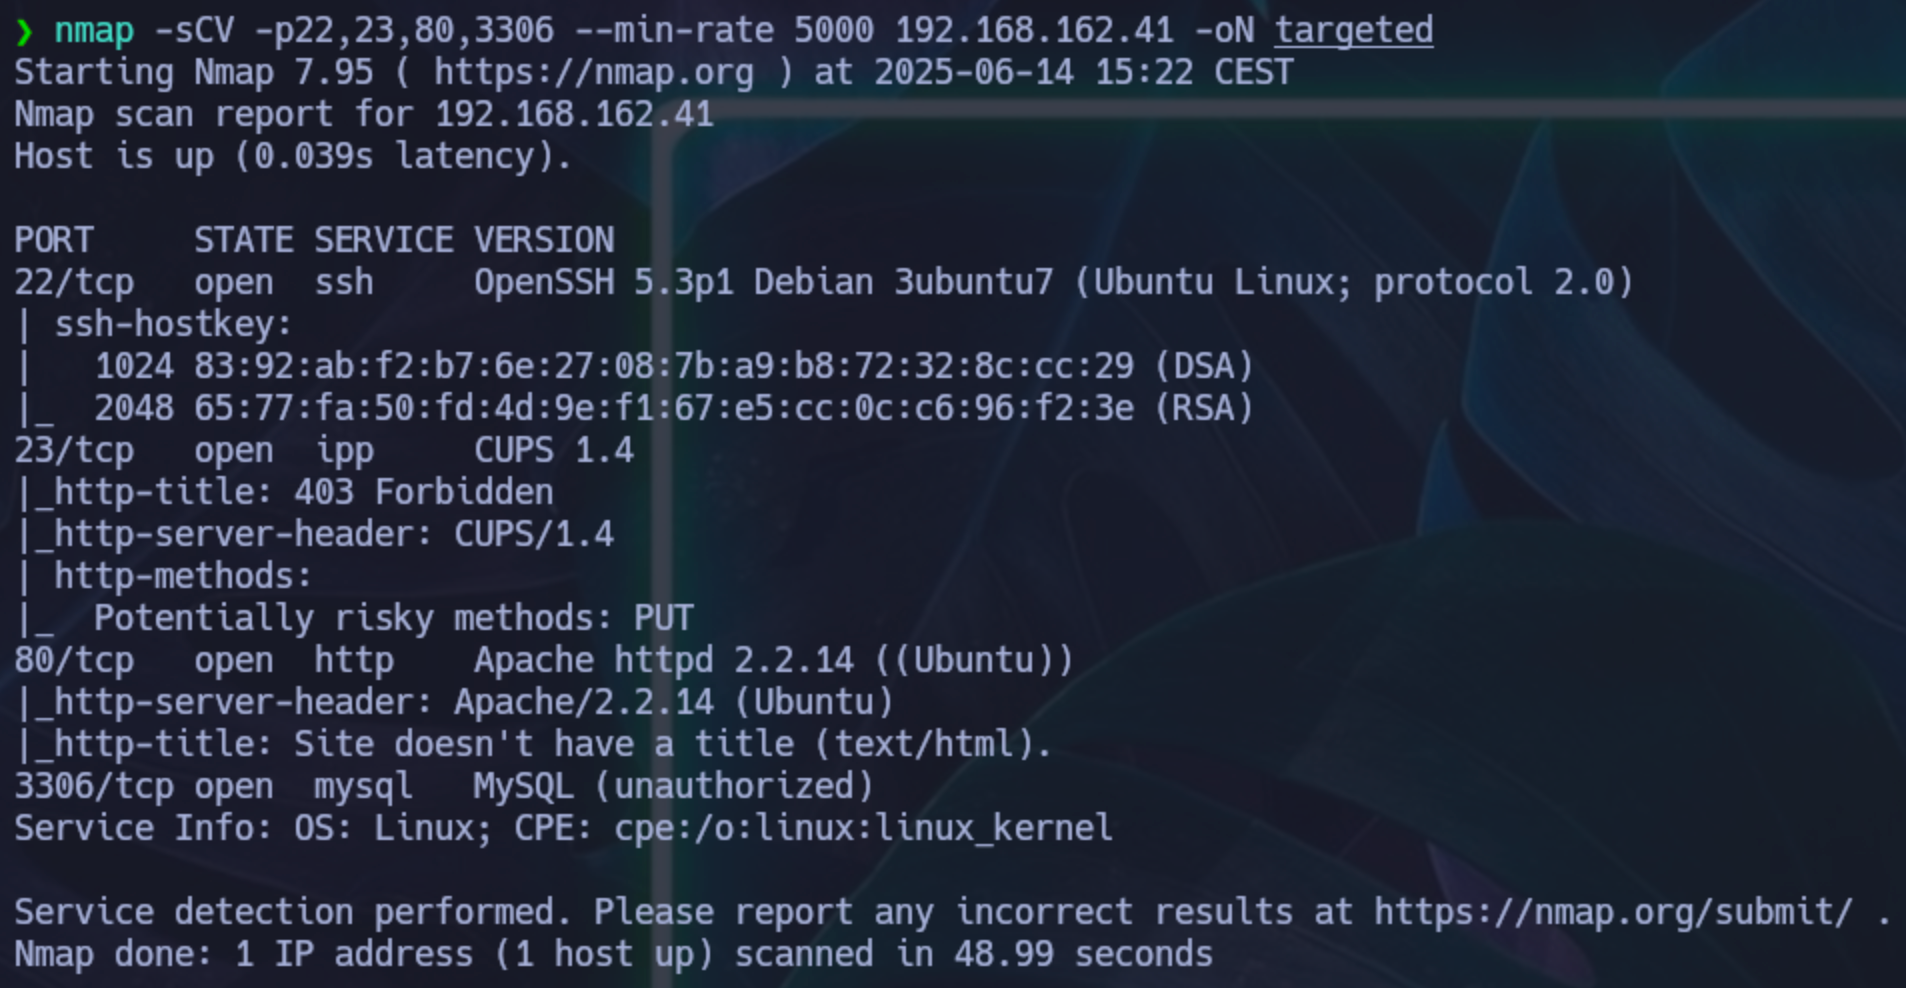 ❯ nmap -sCV -p22,23,80,3306 --min-rate 5000 192.168.162.41 -oN targeted
Starting Nmap 7.95 ( https://nmap.org ) at 2025-06-14 15:22 CEST
Nmap scan report for 192.168.162.41
Host is up (0.039s latency).

PORT     STATE SERVICE VERSION
22/tcp   open  ssh     OpenSSH 5.3p1 Debian 3ubuntu7 (Ubuntu Linux; protocol 2.0)
| ssh-hostkey:
|   1024 83:92:ab:f2:b7:6e:27:08:7b:a9:b8:72:32:8c:cc:29 (DSA)
|_  2048 65:77:fa:50:fd:4d:9e:f1:67:e5:cc:0c:c6:96:f2:3e (RSA)
23/tcp   open  ipp     CUPS 1.4
|_http-title: 403 Forbidden
|_http-server-header: CUPS/1.4
| http-methods:
|_  Potentially risky methods: PUT
80/tcp   open  http    Apache httpd 2.2.14 ((Ubuntu))
|_http-server-header: Apache/2.2.14 (Ubuntu)
|_http-title: Site doesn't have a title (text/html).
3306/tcp open  mysql   MySQL (unauthorized)
Service Info: OS: Linux; CPE: cpe:/o:linux:linux_kernel

Service detection performed. Please report any incorrect results at https://nmap.org/submit/ .
Nmap done: 1 IP address (1 host up) scanned in 48.99 seconds